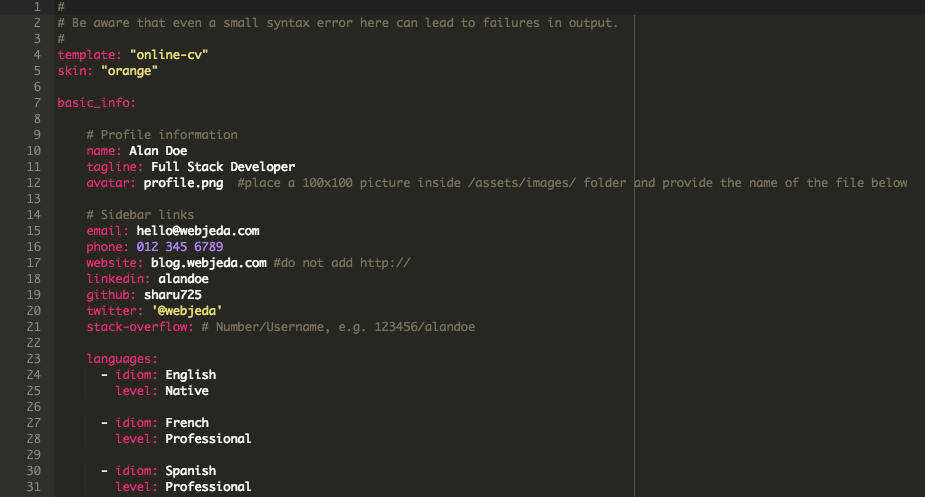 1 #
2 # Be aware that even a small syntax error here can lead to failures in output.
3 #
4 template: "online-cv"
5 skin: "orange"
6
7 basic_info:
8
9 # Profile information
10 name: Alan Doe
11 tagline: Full Stack Developer
12 avatar: profile.png  #place a 100x100 picture inside /assets/images/ folder and provide the name of the file below
13
14 # Sidebar links
15 email: hello@webjeda.com
16 phone: 012 345 6789
17 website: blog.webjeda.com #do not add http://
18 linkedin: alandoe
19 github: sharu725
20 twitter: '@webjeda'
21 stack-overflow: # Number/Username, e.g. 123456/alandoe
22
23 languages:
24 - idiom: English
25 level: Native
26
27 - idiom: French
28 level: Professional
29
30 - idiom: Spanish
31 level: Professional